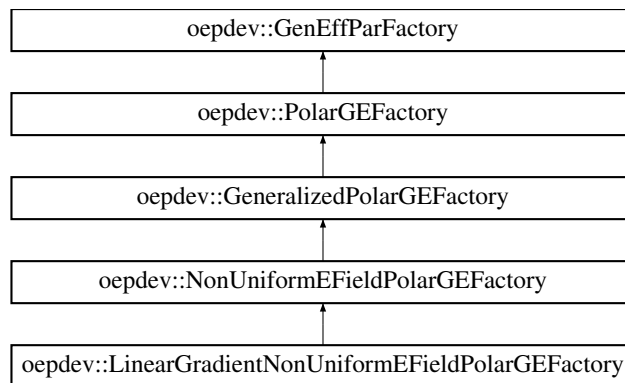 oepdev::GenEffParFactory
oepdev::PolarGEFactory
oepdev::GeneralizedPolarGEFactory
oepdev::NonUniformEFieldPolarGEFactory
oepdev::LinearGradientNonUniformEFieldPolarGEFactory